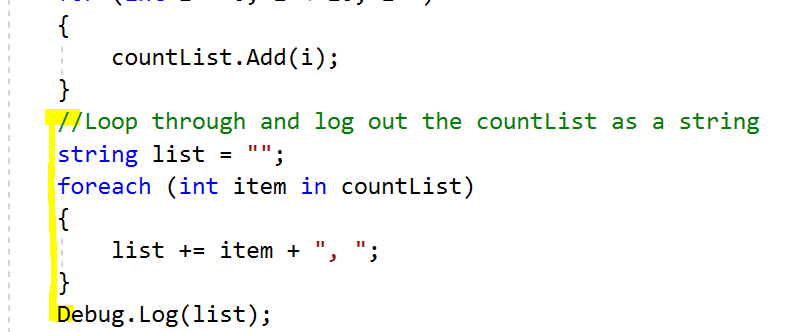 {
countList.Add(i);
}
//Loop through and log out the countList as a string
string list = "";
foreach (int item in countList)
{
list += item + ", ";
}
Debug.Log(list);